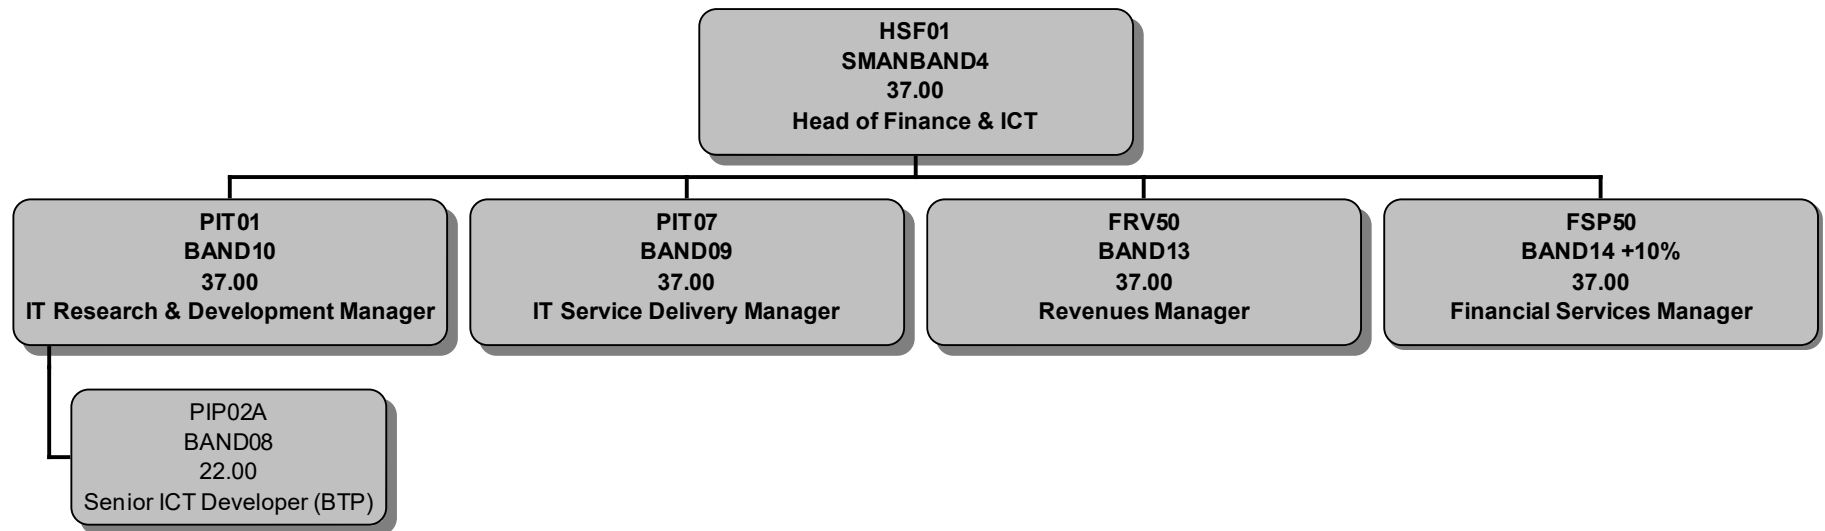 HSF01
SMANBAND4
37.00
Head of Finance & ICT
PIT01
BAND10
37.00
IT Research & Development Manager
PIT07
BAND09
37.00
IT Service Delivery Manager
FRV50
BAND13
37.00
Revenues Manager
FSP50
BAND14 +10%
37.00
Financial Services Manager
PIP02A
BAND08
22.00
Senior ICT Developer (BTP)